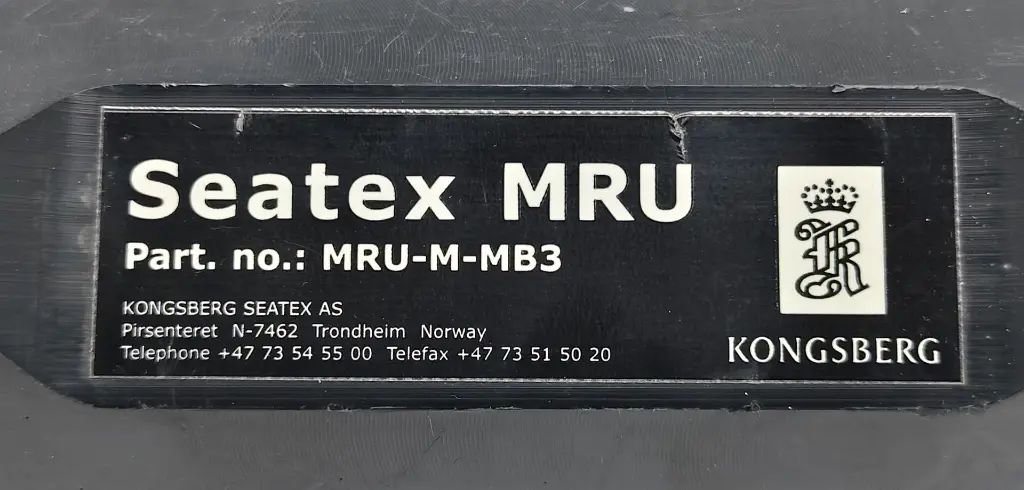 Seatex MRU
Part. no.: MRU-M-MB3
KONGSBERG SEATEX AS
Pirsenteret N-7462 Trondheim Norway
Telephone +47 73 54 55 00 Telefax +47 73 51 50 20
KONGSBERG